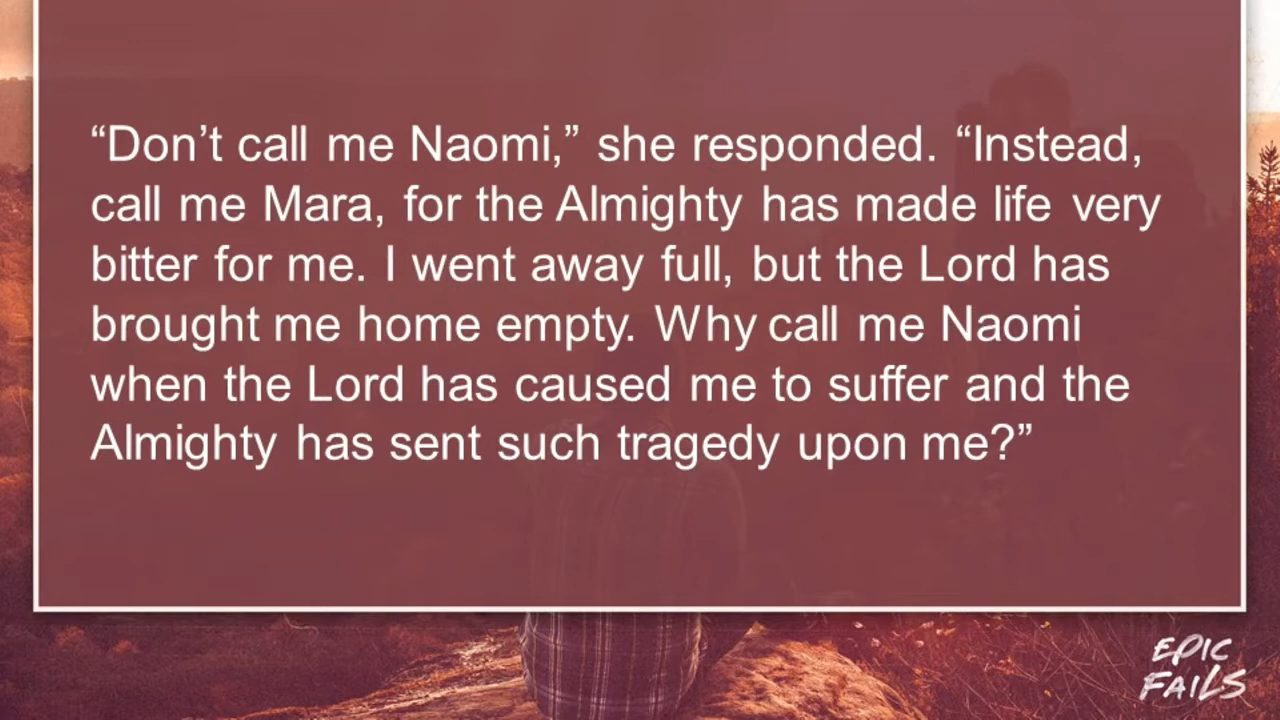 “Don’t call me Naomi,” she responded. “Instead,
call me Mara, for the Almighty has made life very
bitter for me. I went away full, but the Lord has
brought me home empty. Why call me Naomi
when the Lord has caused me to suffer and the
Almighty has sent such tragedy upon me?”
EPIC
FAILS